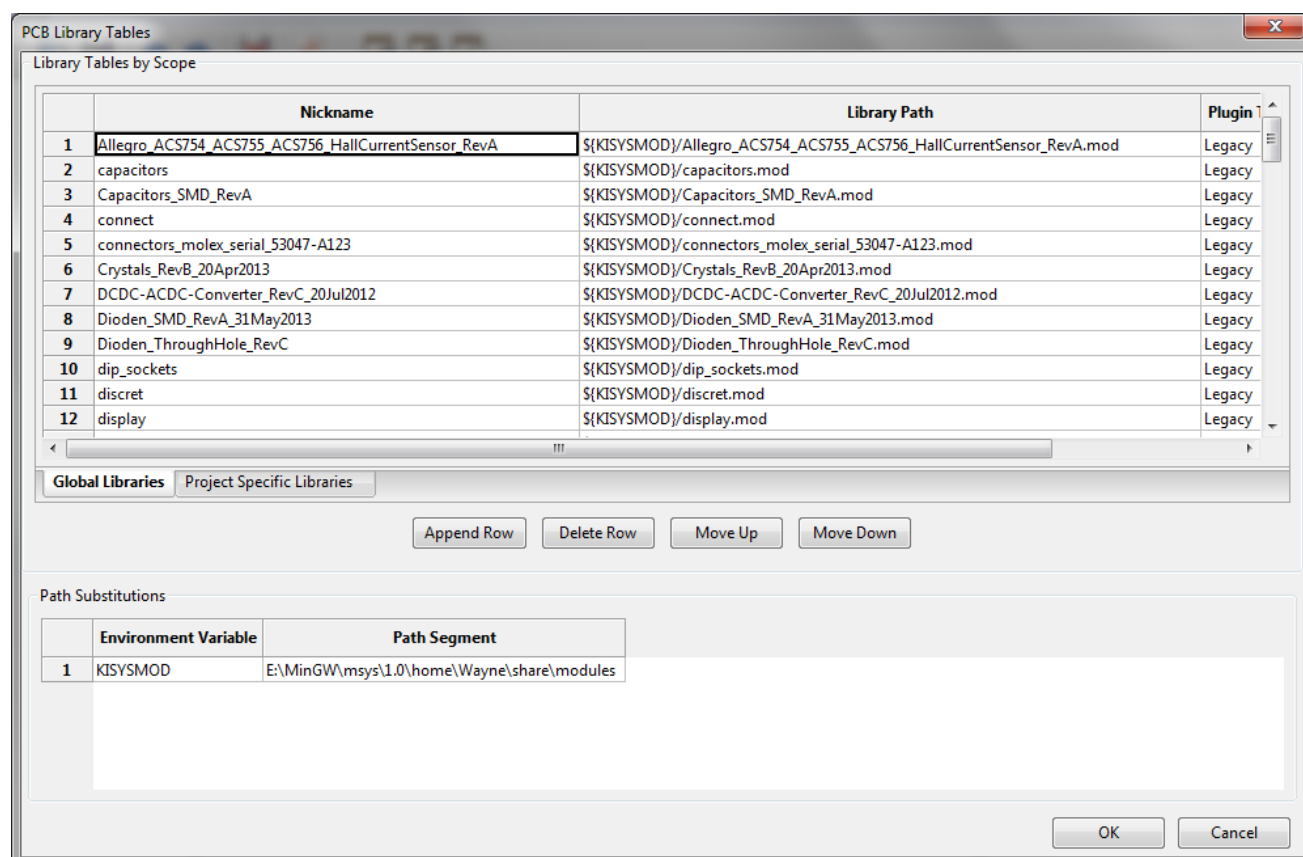 PCB Library Tables
Library Tables by Scope
Nickname Library Path Plugin
1 Allegro_ACS754_ACS755_ACS756_HallCurrentSensor_RevA ${KISYSMOD}/Allegro_ACS754_ACS755_ACS756_HallCurrentSensor_RevA.mod Legacy
2 capacitors ${KISYSMOD}/capacitors.mod Legacy
3 Capacitors_SMD_RevA ${KISYSMOD}/Capacitors_SMD_RevA.mod Legacy
4 connect ${KISYSMOD}/connect.mod Legacy
5 connectors_molex_serial_53047-A123 ${KISYSMOD}/connectors_molex_serial_53047-A123.mod Legacy
6 Crystals_RevB_20Apr2013 ${KISYSMOD}/Crystals_RevB_20Apr2013.mod Legacy
7 DCDC-ACDC-Converter_RevC_20Jul2012 ${KISYSMOD}/DCDC-ACDC-Converter_RevC_20Jul2012.mod Legacy
8 Dioden_SMD_RevA_31May2013 ${KISYSMOD}/Dioden_SMD_RevA_31May2013.mod Legacy
9 Dioden_ThroughHole_RevC ${KISYSMOD}/Dioden_ThroughHole_RevC.mod Legacy
10 dip_sockets ${KISYSMOD}/dip_sockets.mod Legacy
11 discret ${KISYSMOD}/discret.mod Legacy
12 display ${KISYSMOD}/display.mod Legacy
Global Libraries Project Specific Libraries
Append Row Delete Row Move Up Move Down
Path Substitutions
Environment Variable Path Segment
1 KISYSMOD E:\MinGW\msys\1.0\home\Wayne\share\modules
OK Cancel